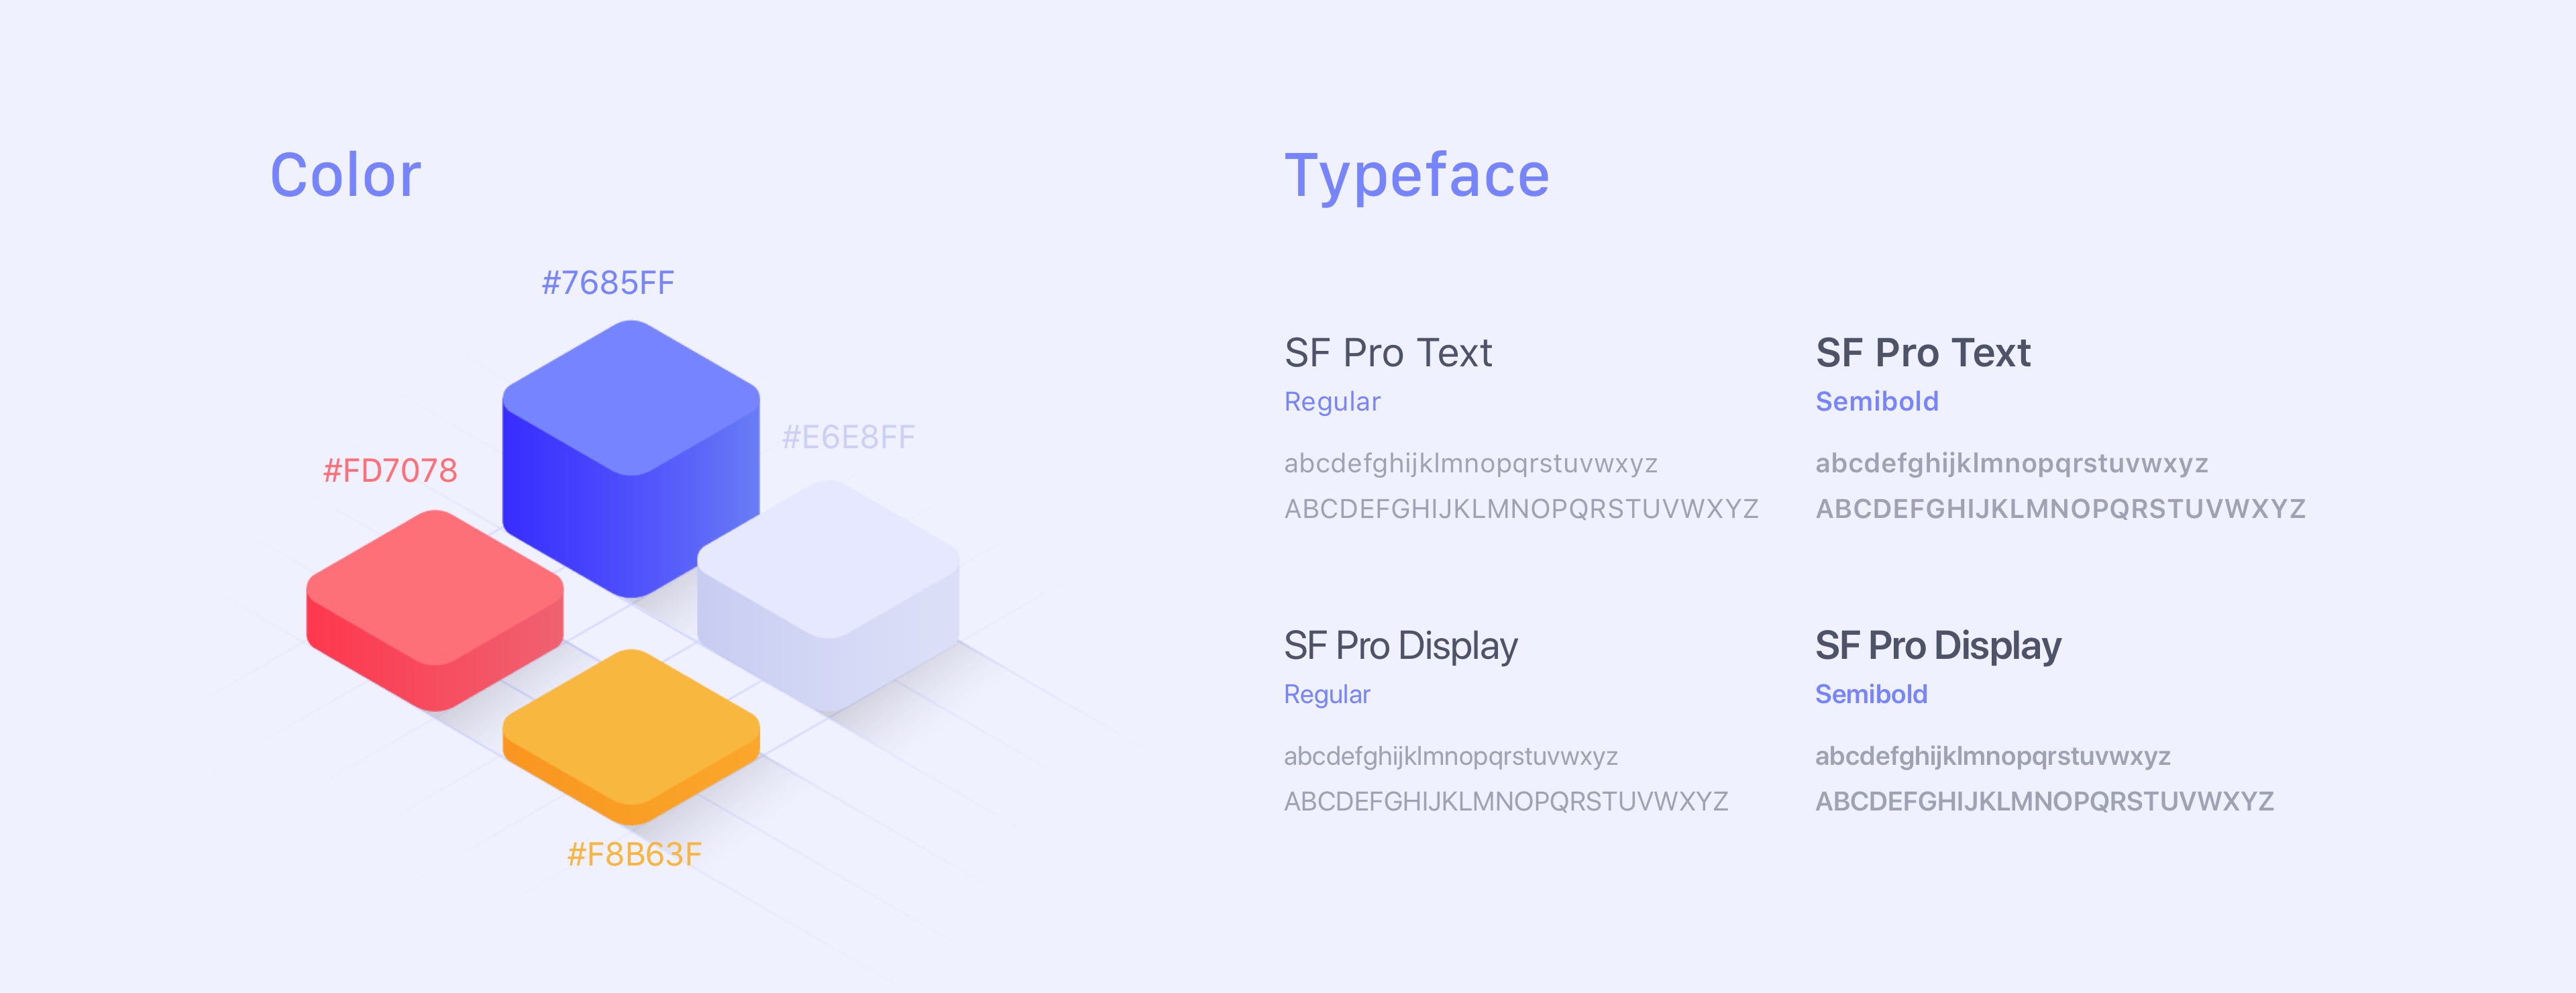 Color
#7685FF
#E6E8FF
#FD7078
#F8B63F
Typeface
SF Pro Text
Regular
abcdefghijklmnopqrstuvwxyz
ABCDEFGHIJKLMNOPQRSTUVWXYZ
SF Pro Text
Semibold
abcdefghijklmnopqrstuvwxyz
ABCDEFGHIJKLMNOPQRSTUVWXYZ
SF Pro Display
Regular
abcdefghijklmnopqrstuvwxyz
ABCDEFGHIJKLMNOPQRSTUVWXYZ
SF Pro Display
Semibold
abcdefghijklmnopqrstuvwxyz
ABCDEFGHIJKLMNOPQRSTUVWXYZ